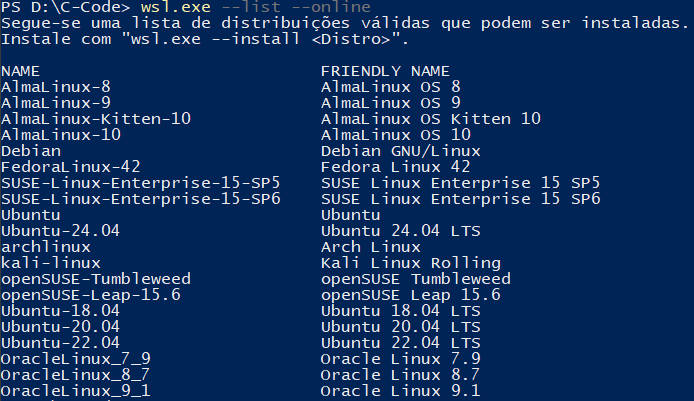 PS D:\C-Code> wsl.exe --list --online
Segue-se uma lista de distribuições válidas que podem ser instaladas.
Instale com "wsl.exe --install <Distro>".
NAME FRIENDLY NAME
AlmaLinux-8 AlmaLinux OS 8
AlmaLinux-9 AlmaLinux OS 9
AlmaLinux-Kitten-10 AlmaLinux OS Kitten 10
AlmaLinux-10 AlmaLinux OS 10
Debian Debian GNU/Linux
FedoraLinux-42 Fedora Linux 42
SUSE-Linux-Enterprise-15-SP5 SUSE Linux Enterprise 15 SP5
SUSE-Linux-Enterprise-15-SP6 SUSE Linux Enterprise 15 SP6
Ubuntu Ubuntu
Ubuntu-24.04 Ubuntu 24.04 LTS
archlinux Arch Linux
kali-linux Kali Linux Rolling
openSUSE-Tumbleweed openSUSE Tumbleweed
openSUSE-Leap-15.6 openSUSE Leap 15.6
Ubuntu-18.04 Ubuntu 18.04 LTS
Ubuntu-20.04 Ubuntu 20.04 LTS
Ubuntu-22.04 Ubuntu 22.04 LTS
OracleLinux_7_9 Oracle Linux 7.9
OracleLinux_8_7 Oracle Linux 8.7
OracleLinux_9_1 Oracle Linux 9.1